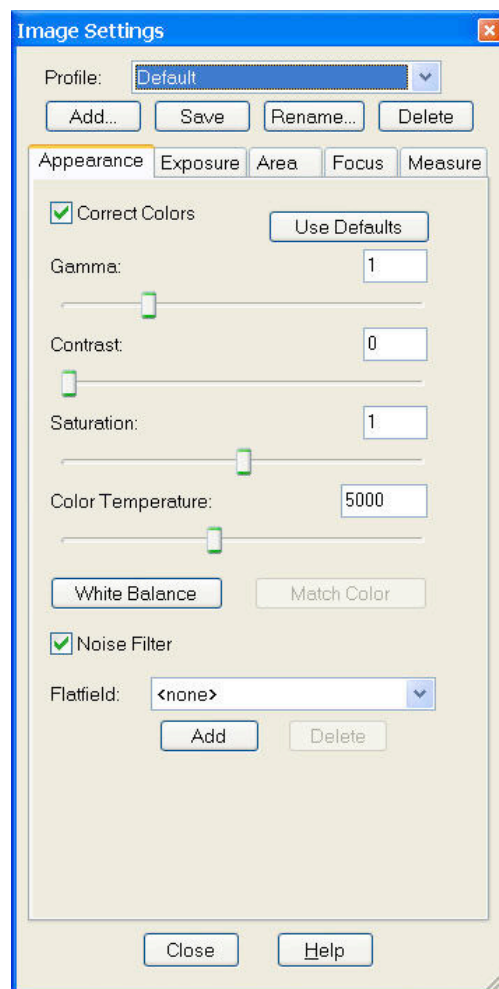 Image Settings
Profile: Default
Add... Save Rename... Delete
Appearance Exposure Area Focus Measure
Correct Colors
Use Defaults
Gamma: 1
Contrast: 0
Saturation: 1
Color Temperature: 5000
White Balance Match Color
Noise Filter
Flatfield: <none>
Add Delete
Close Help